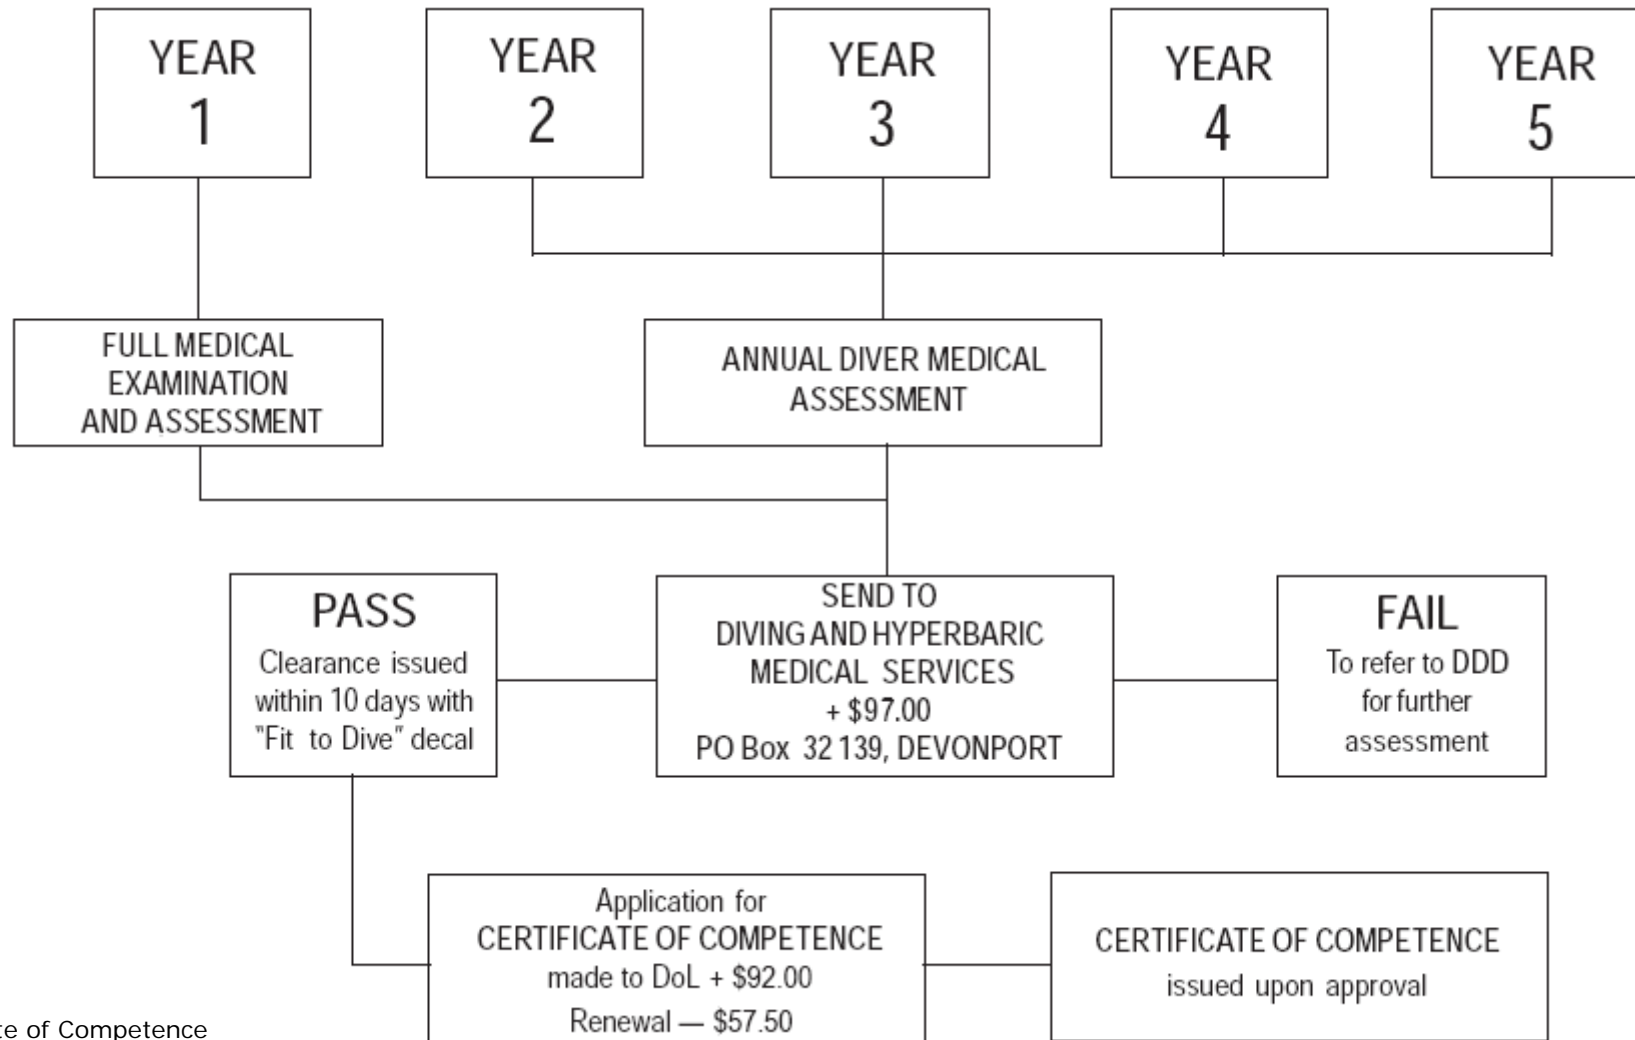 YEAR
1
YEAR
2
YEAR
3
YEAR
4
YEAR
5
FULL MEDICAL
EXAMINATION
AND ASSESSMENT
ANNUAL DIVER MEDICAL
ASSESSMENT
PASS
Clearance issued
within 10 days with
"Fit to Dive" decal
SEND TO
DIVING AND HYPERBARIC
MEDICAL SERVICES
+ $97.00
PO Box 32 139, DEVONPORT
FAIL
To refer to DDD
for further
assessment
Application for
CERTIFICATE OF COMPETENCE
made to DoL + $92.00
Renewal — $57.50
CERTIFICATE OF COMPETENCE
issued upon approval
of Competence